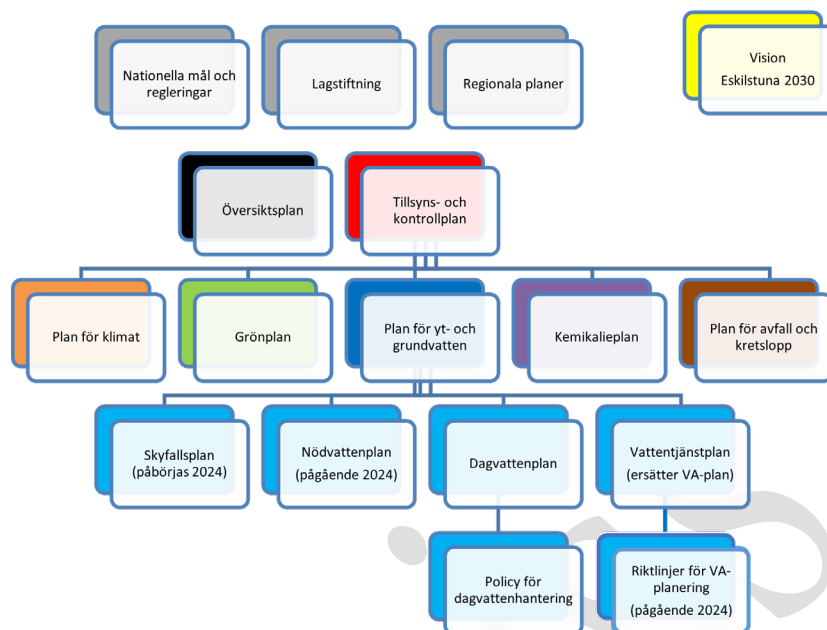 Nationella mål och
regleringar
Lagstiftning
Regionala planer
Vision
Eskilstuna 2030
Översiktsplan
Tillsyns- och
kontrollplan
Plan för klimat
Grönplan
Plan för yt- och
grundvatten
Kemikalieplan
Plan för avfall och
kretslopp
Skyfallsplan
(påbörjas 2024)
Nödvattenplan
(pågående 2024)
Dagvattenplan
Vattentjänstplan
(ersätter VA-plan)
Policy för
dagvattenhantering
Riktlinjer för VA-
planering
(pågående 2024)